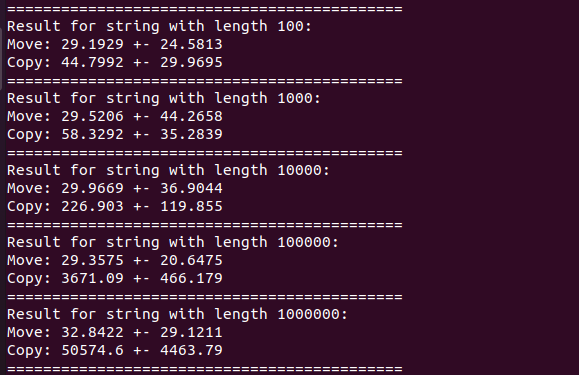 ============================================
Result for string with length 100:
Move: 29.1929 +- 24.5813
Copy: 44.7992 +- 29.9695
============================================
Result for string with length 1000:
Move: 29.5206 +- 44.2658
Copy: 58.3292 +- 35.2839
============================================
Result for string with length 10000:
Move: 29.9669 +- 36.9044
Copy: 226.903 +- 119.855
============================================
Result for string with length 100000:
Move: 29.3575 +- 20.6475
Copy: 3671.09 +- 466.179
============================================
Result for string with length 1000000:
Move: 32.8422 +- 29.1211
Copy: 50574.6 +- 4463.79
============================================